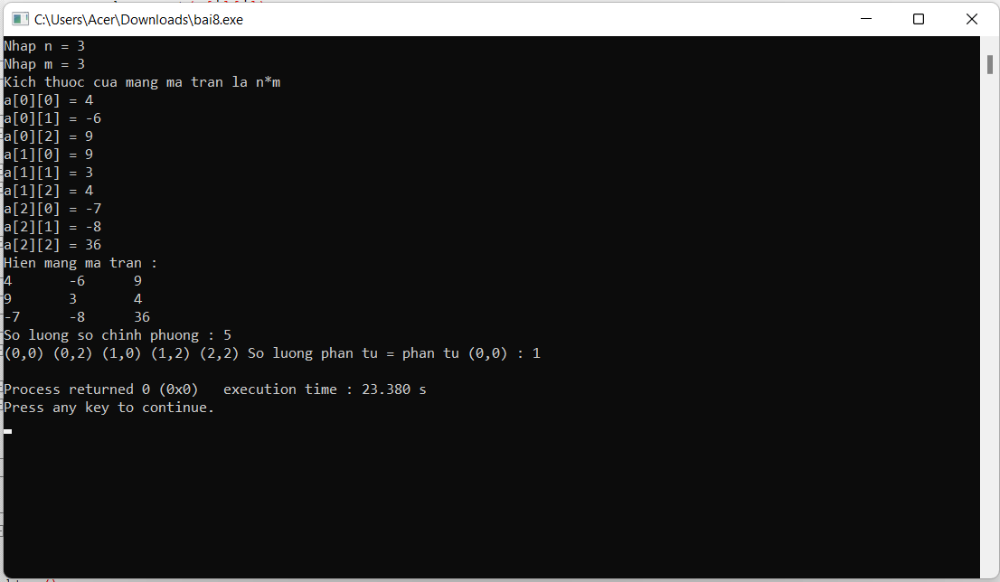 C:\Users\Acer\Downloads\bai8.exe
Nhap n = 3
Nhap m = 3
Kich thuoc cua mang ma tran la n*m
a[0][0] = 4
a[0][1] = -6
a[0][2] = 9
a[1][0] = 9
a[1][1] = 3
a[1][2] = 4
a[2][0] = -7
a[2][1] = -8
a[2][2] = 36
Hien mang ma tran :
4       -6      9
9       3       4
-7      -8      36
So luong so chinh phuong : 5
(0,0) (0,2) (1,0) (1,2) (2,2) So luong phan tu = phan tu (0,0) : 1
Process returned 0 (0x0)   execution time : 23.380 s
Press any key to continue.